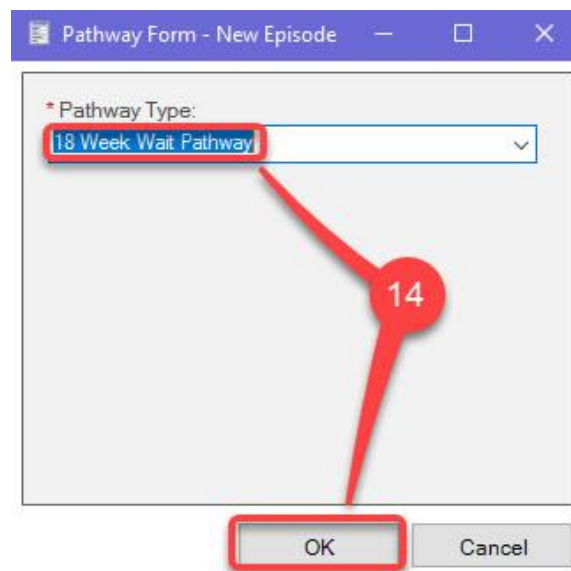 Pathway Form - New Episode
* Pathway Type:
18 Week Wait Pathway
14
OK
Cancel